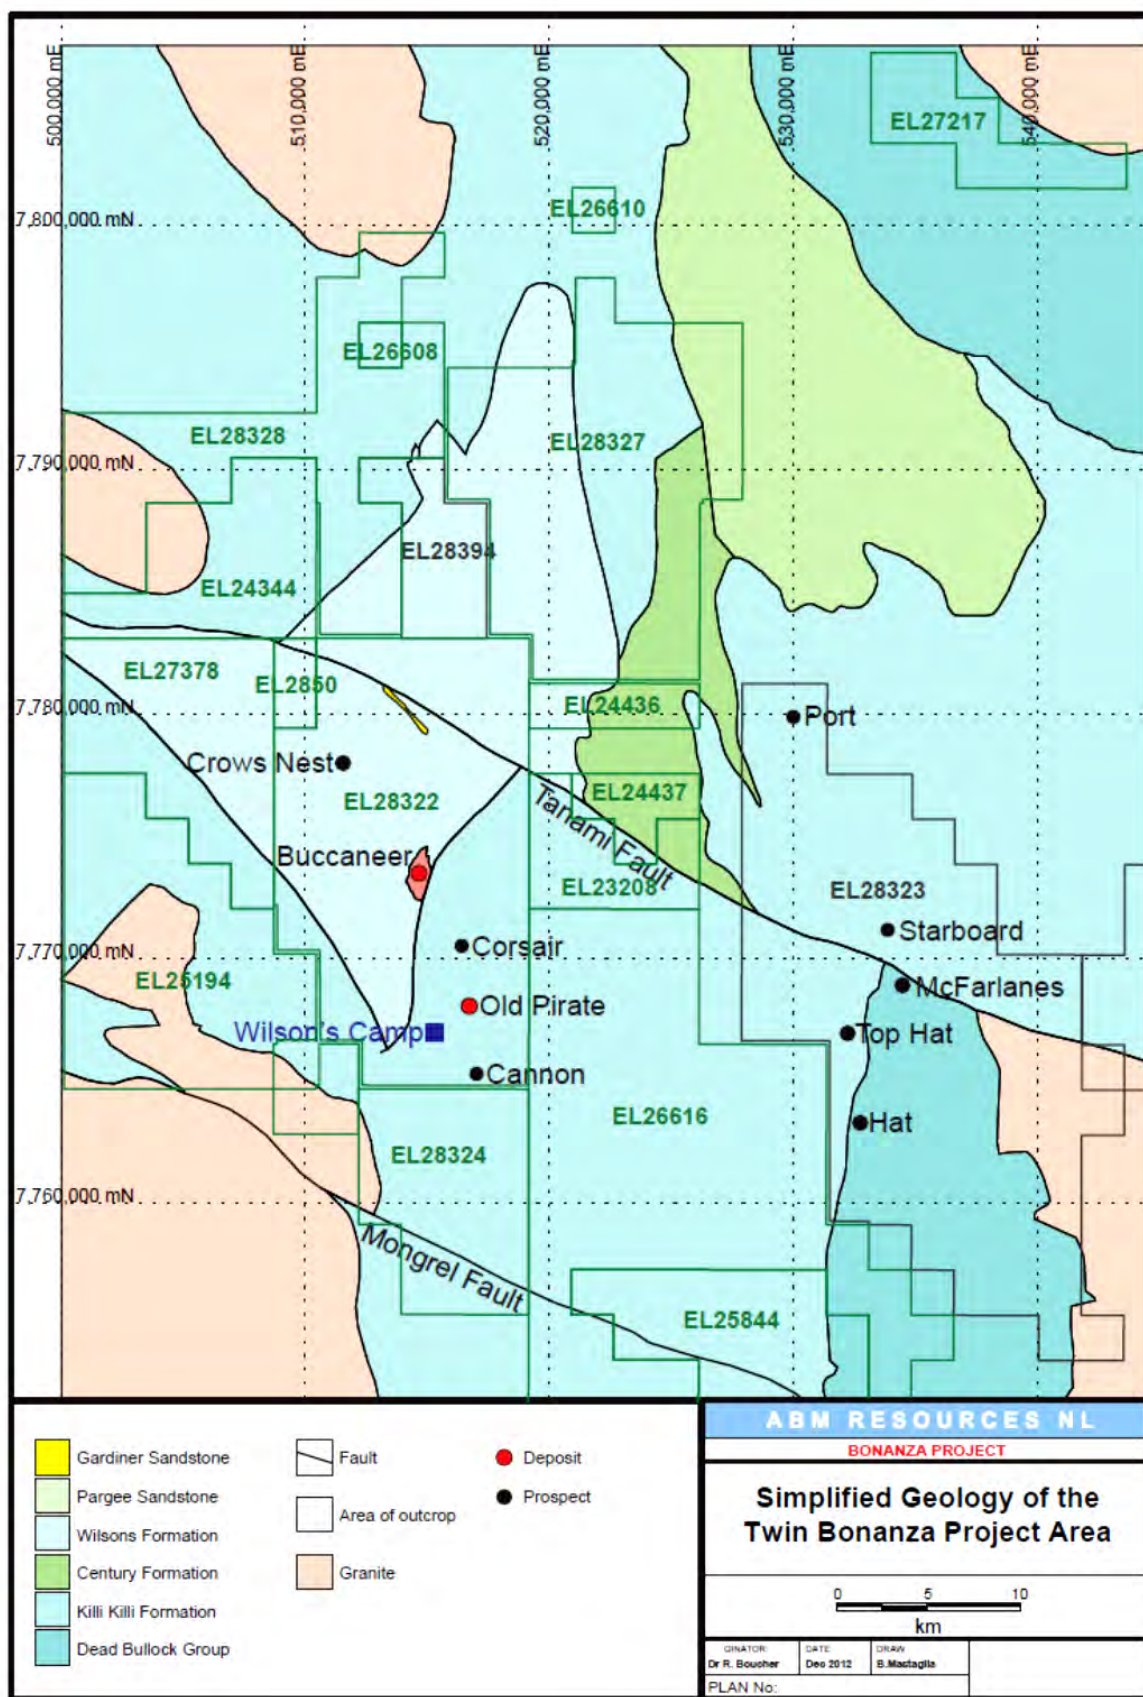 500,000 mE
510,000 mE
520,000 mE
530,000 mE
540,000 mE
EL27217
7,800,000 mN
EL26610
EL26608
EL28328
EL28327
7,790,000 mN
EL28394
EL24344
EL27378
EL2850
EL24436
7,780,000 mN
Port
Crows Nest
EL28322
EL24437
Tanami Fault
Buccaneer
EL23208
EL28323
Starboard
Corsair
7,770,000 mN
EL25194
McFarlanes
Old Pirate
Wilson's Camp
Top Hat
Cannon
EL26616
Hat
EL28324
7,760,000 mN
Mongrel Fault
EL25844
Gardiner Sandstone
Pargee Sandstone
Wilsons Formation
Century Formation
Killi Killi Formation
Dead Bullock Group
Fault
Area of outcrop
Granite
Deposit
Prospect
ABM RESOURCES NL
BONANZA PROJECT
Simplified Geology of the
Twin Bonanza Project Area
0 5 10
km
GINATOR: DATE DRAW
Dr R. Boucher Dec 2012 B.Mastaglia
PLAN No: